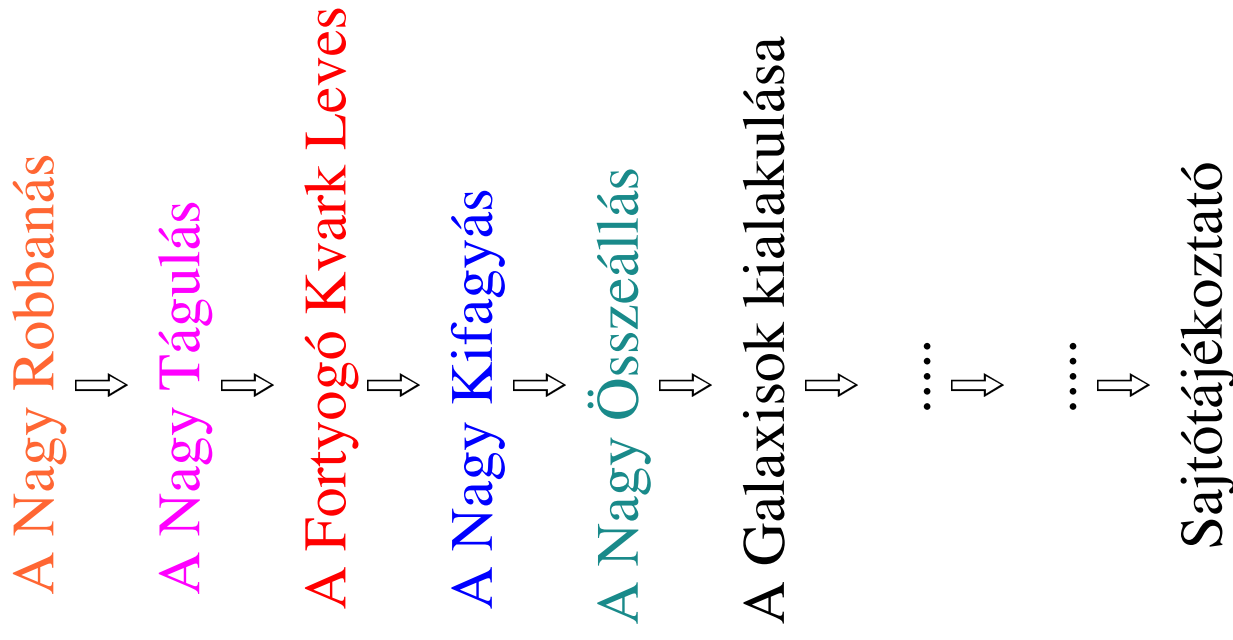 A Nagy Robbanás
A Nagy Tágulás
A Fortyogó Kvark Leves
A Nagy Kifagyás
A Nagy Összeállás
A Galaxisok kialakulása
.....
.....
Sajtótájékoztató